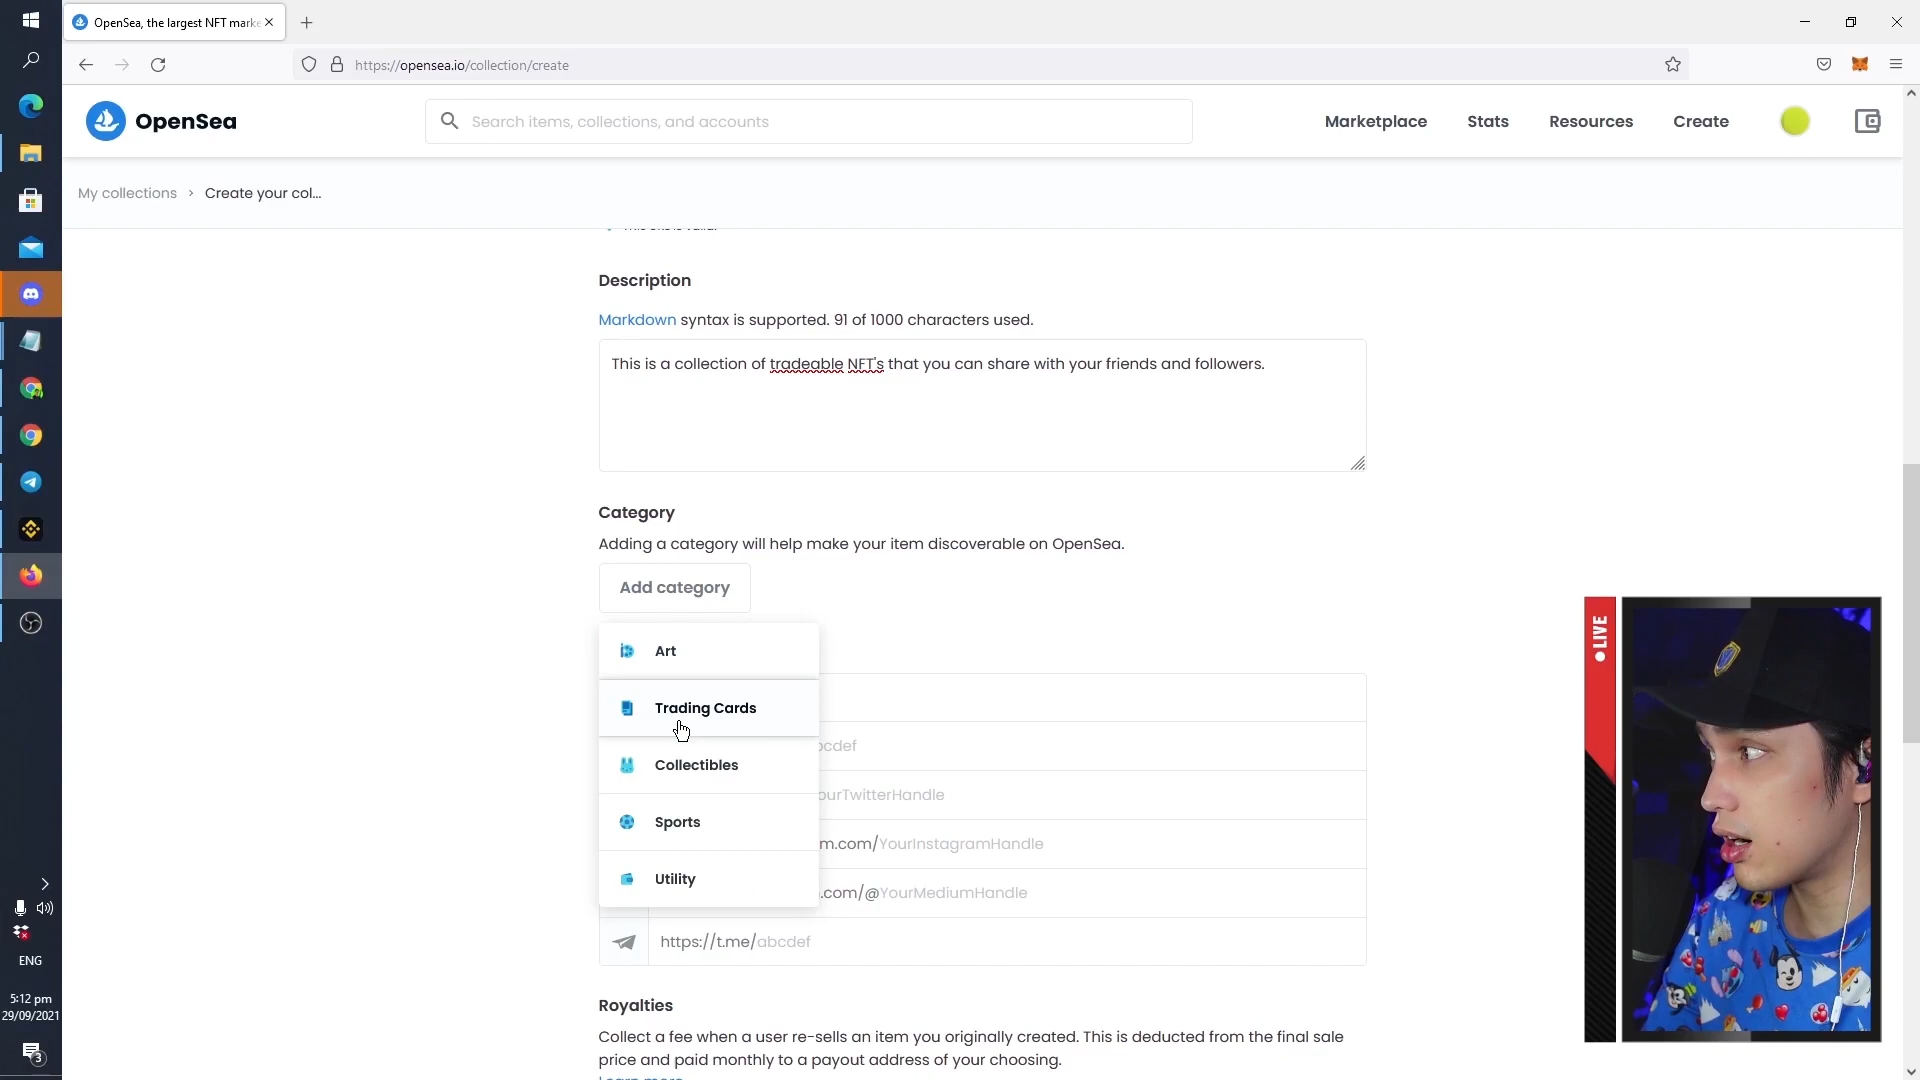 OpenSea, the largest NFT marke
https://opensea.io/collection/create
OpenSea
Search items, collections, and accounts
Marketplace
Stats
Resources
Create
My collections > Create your col...
Description
Markdown syntax is supported. 91 of 1000 characters used.
This is a collection of tradeable NFT's that you can share with your friends and followers.
Category
Adding a category will help make your item discoverable on OpenSea.
Add category
Art
Trading Cards
bcdef
Collectibles
ourTwitterHandle
Sports
m.com/YourInstagramHandle
Utility
.com/@YourMediumHandle
https://t.me/abcdef
Royalties
Collect a fee when a user re-sells an item you originally created. This is deducted from the final sale
price and paid monthly to a payout address of your choosing.
Learn more
LIVE
ENG
5:12 pm
29/09/2021
3